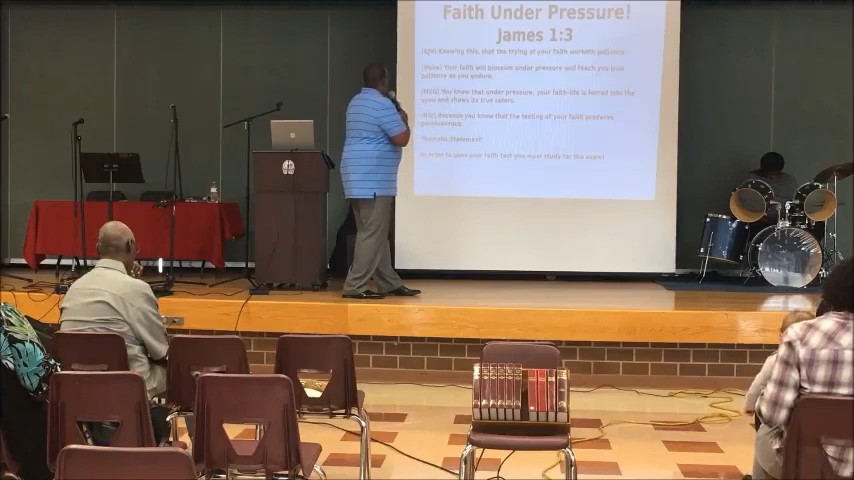 Faith Under Pressure!
James 1:3
(KJV) Knowing this, that the trying of your faith worketh patience.
Your faith will blossom under pressure and teach you true
patience as you endure.
(MSG) You know that under pressure, your faith-life is forced into the
open and shows its true colors.
Because you know that the testing of your faith produces
perseverance.
Thematic Statement:
In order to pass your faith test you must study for the exam!